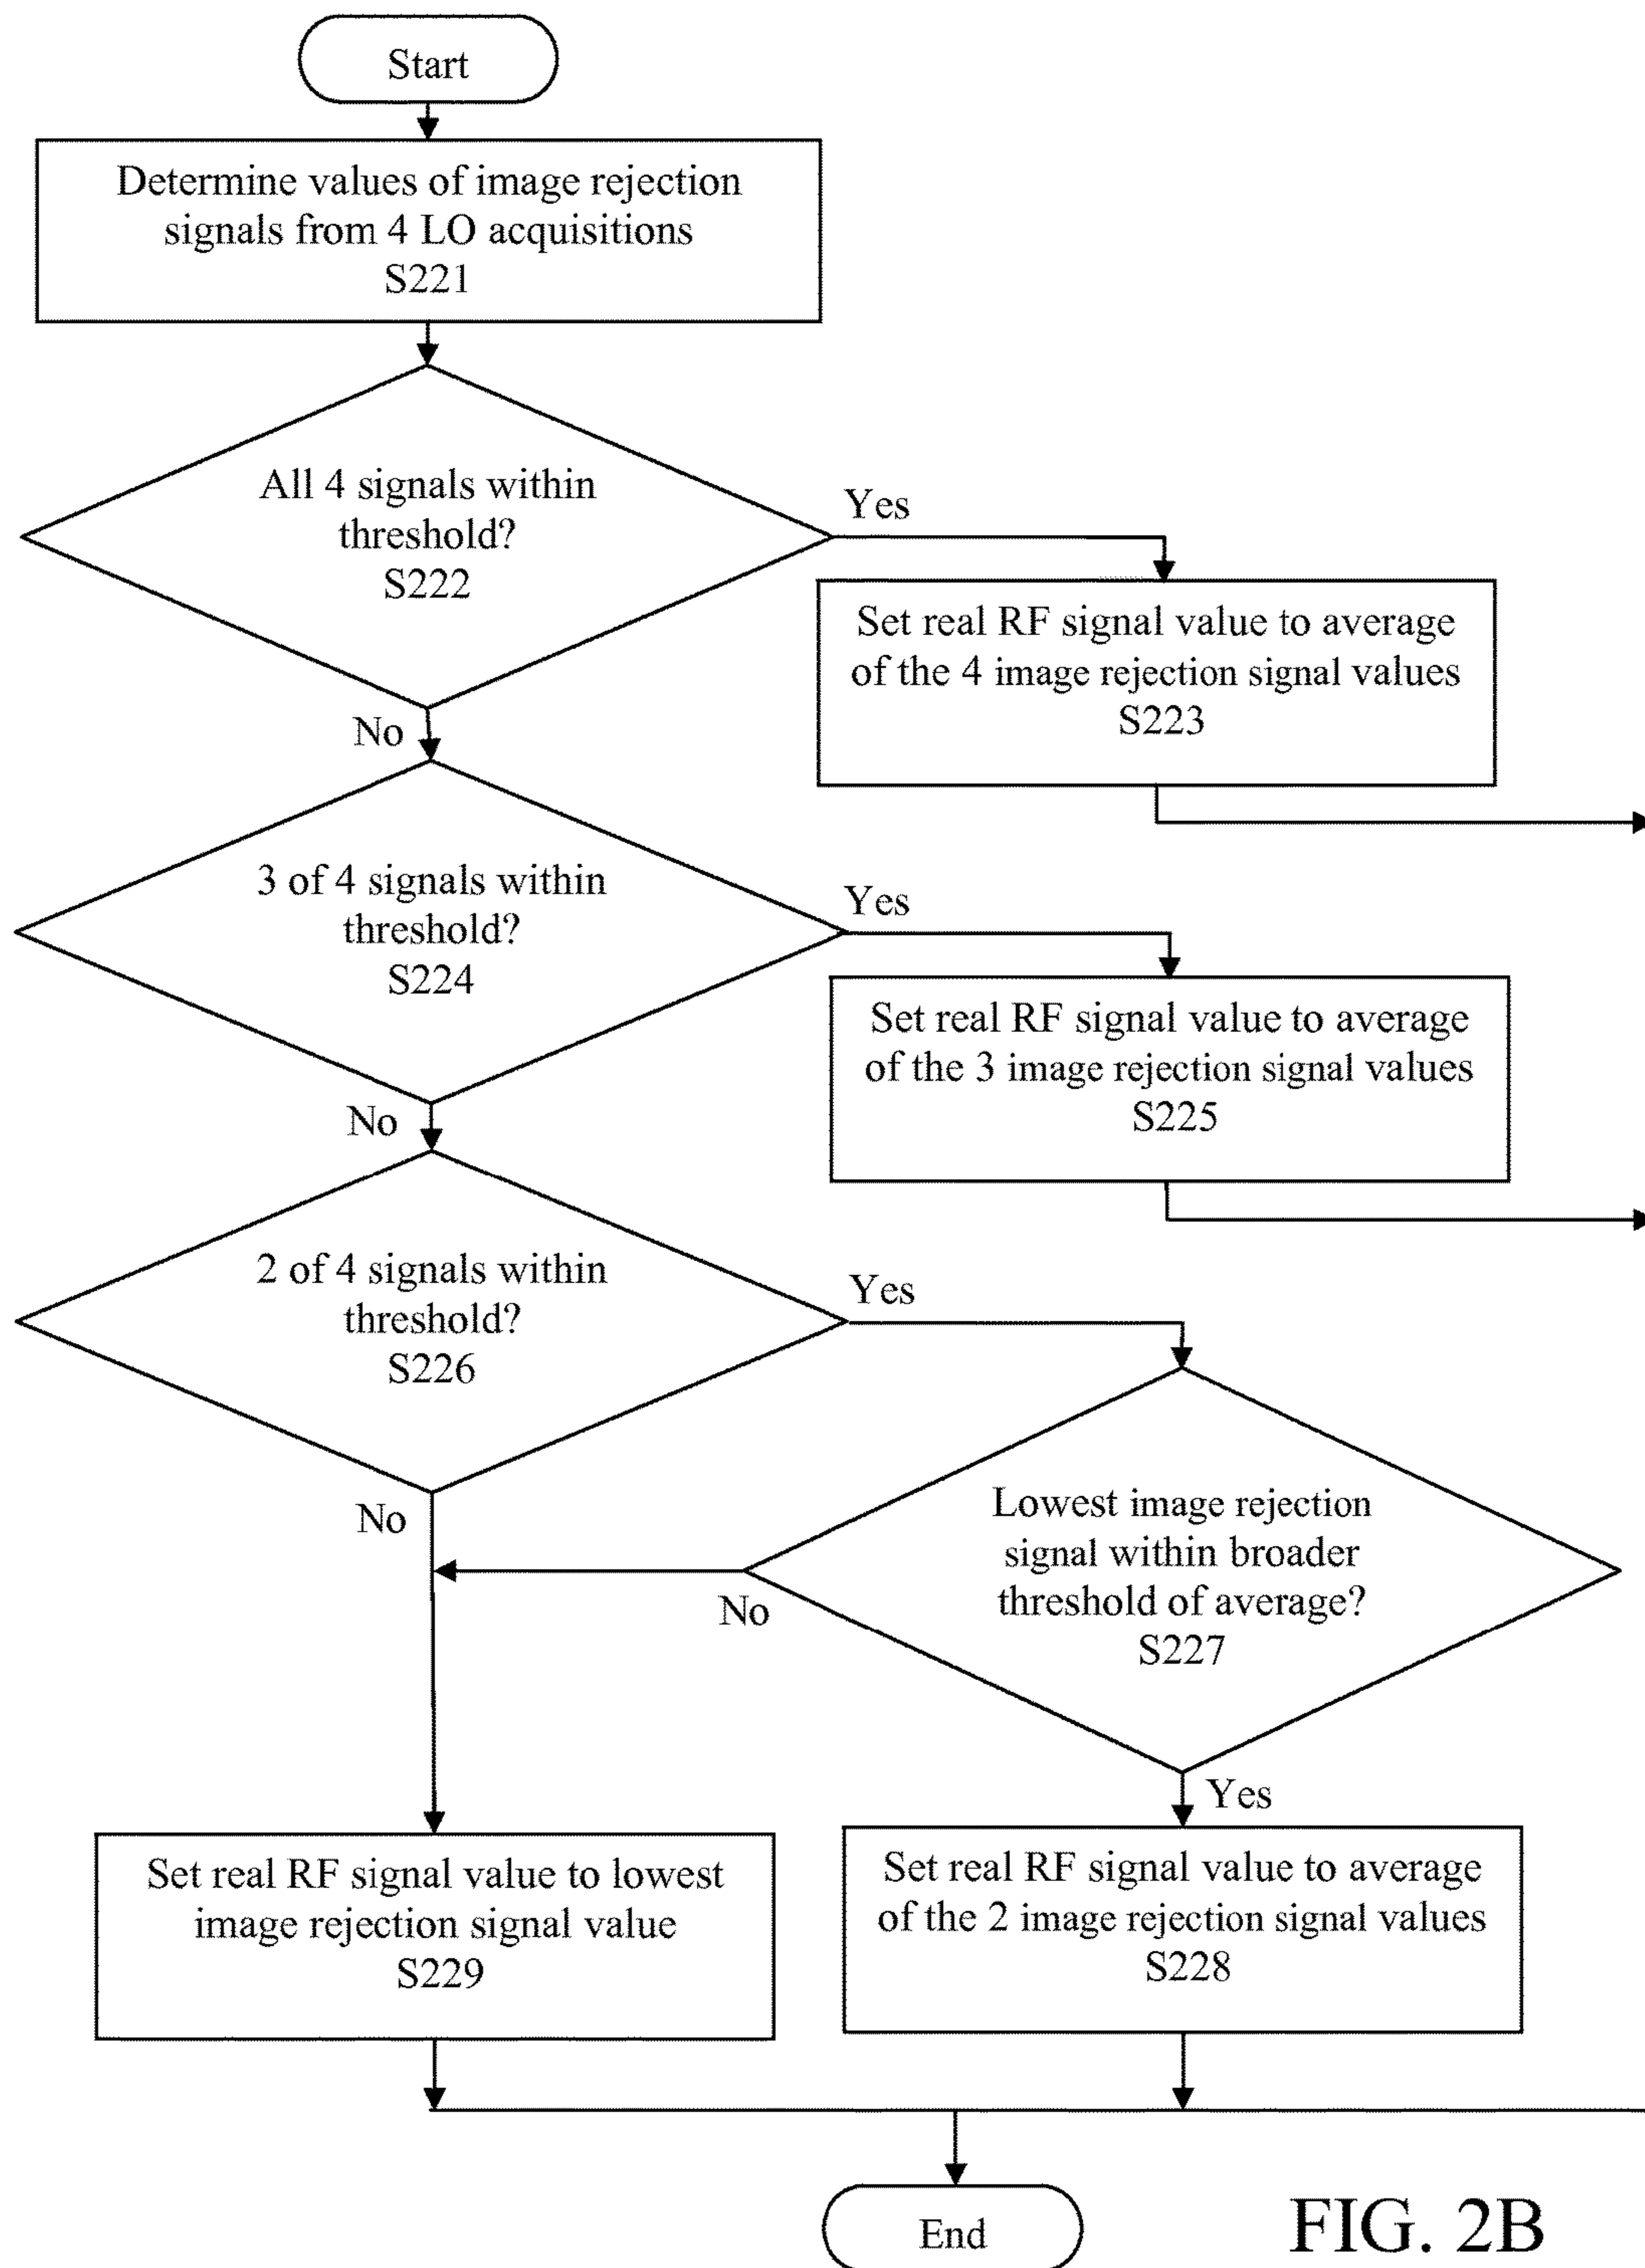 Start
Determine values of image rejection
signals from 4 LO acquisitions
S221
All 4 signals within
threshold?
S222
Yes
Set real RF signal value to average
of the 4 image rejection signal values
S223
No
3 of 4 signals within
threshold?
S224
Yes
Set real RF signal value to average
of the 3 image rejection signal values
S225
No
2 of 4 signals within
threshold?
S226
Yes
No
Lowest image rejection
signal within broader
threshold of average?
S227
No
Yes
Set real RF signal value to lowest
image rejection signal value
S229
Set real RF signal value to average
of the 2 image rejection signal values
S228
End
FIG. 2B